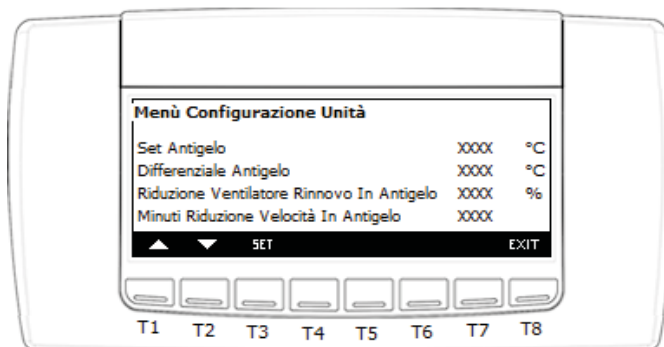 Menù Configurazione Unità
Set Antigelo XXXX °C
Differenziale Antigelo XXXX °C
Riduzione Ventilatore Rinnovo In Antigelo XXXX %
Minuti Riduzione Velocità In Antigelo XXXX
SET EXIT
T1 T2 T3 T4 T5 T6 T7 T8